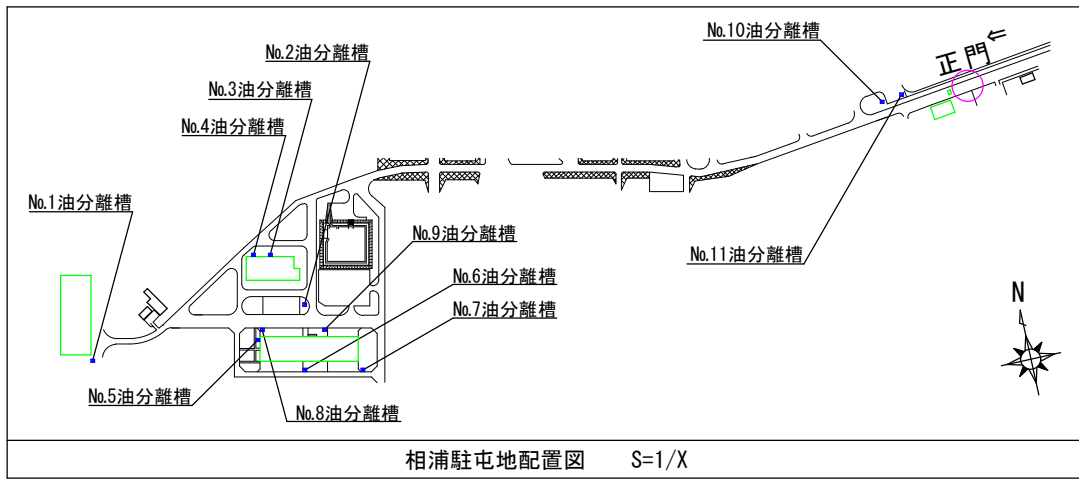 No.10油分離槽
正門⇐
No.2油分離槽
No.3油分離槽
No.4油分離槽
No.1油分離槽
No.9油分離槽
No.11油分離槽
No.6油分離槽
No.7油分離槽
No.5油分離槽
No.8油分離槽
N
相浦駐屯地配置図 S=1/X